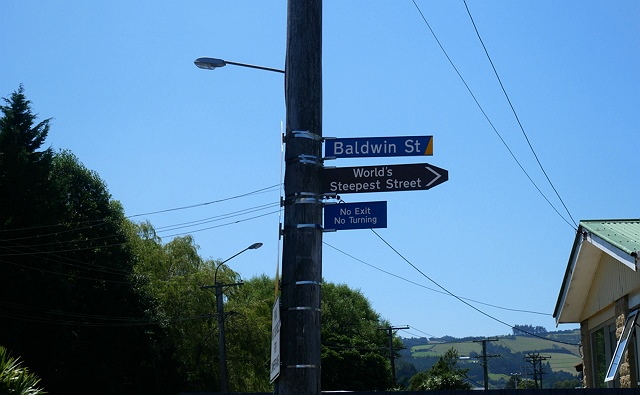 Baldwin St
World's
Steepest Street
No Exit
No Turning